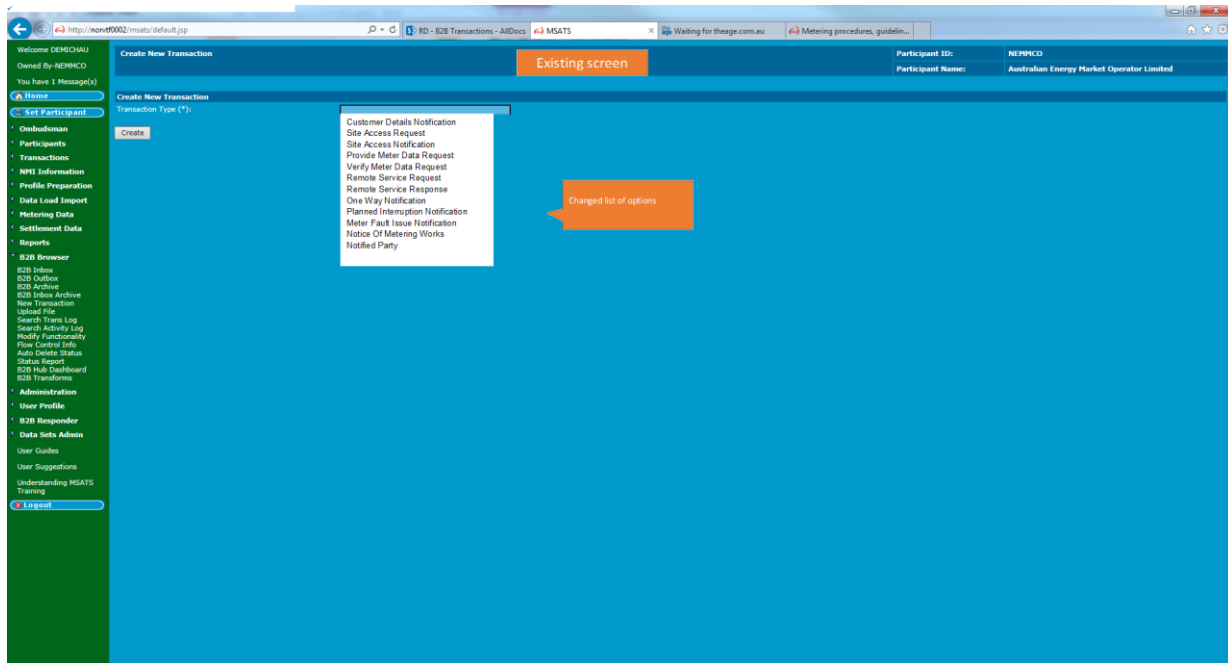 http://norvtf0002/msats/default.jsp
RD - B2B Transactions - AllDocs
MSATS
Waiting for theage.com.au
Metering procedures, guidelin...
Welcome DEMICHAU
Owned By-NEMMCO
You have 1 Message(s)
Home
Set Participant
Ombudsman
Participants
Transactions
NMI Information
Profile Preparation
Data Load Import
Metering Data
Settlement Data
Reports
B2B Browser
B2B Inbox
B2B Outbox
B2B Archive
B2B Inbox Archive
New Transaction
Upload File
Search Trans Log
Search Activity Log
Modify Functionality
Flow Control Info
Auto Delete Status
Status Report
B2B Hub Dashboard
B2B Transforms
Administration
User Profile
B2B Responder
Data Sets Admin
User Guides
User Suggestions
Understanding MSATS
Training
Logout
Create New Transaction
Existing screen
Participant ID: NEMMCO
Participant Name: Australian Energy Market Operator Limited
Create New Transaction
Transaction Type (*):
Create
Customer Details Notification
Site Access Request
Site Access Notification
Provide Meter Data Request
Verify Meter Data Request
Remote Service Request
Remote Service Response
One Way Notification
Planned Interruption Notification
Meter Fault Issue Notification
Notice Of Metering Works
Notified Party
Changed list of options